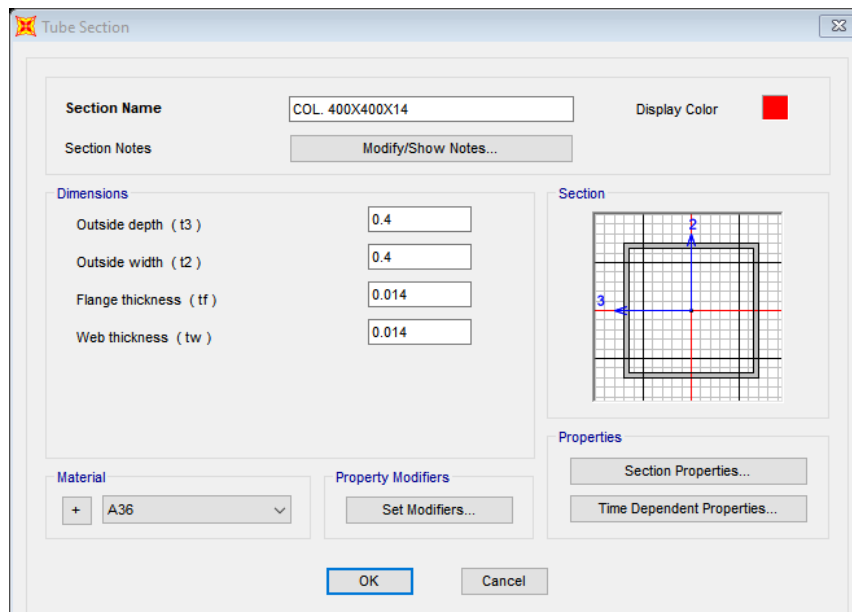 Tube Section
Section Name
COL. 400X400X14
Display Color
Section Notes
Modify/Show Notes...
Dimensions
Outside depth ( t3 )
0.4
Outside width ( t2 )
0.4
Flange thickness ( tf )
0.014
Web thickness ( tw )
0.014
Section
2
3
Material
+
A36
Property Modifiers
Set Modifiers...
Properties
Section Properties...
Time Dependent Properties...
OK
Cancel